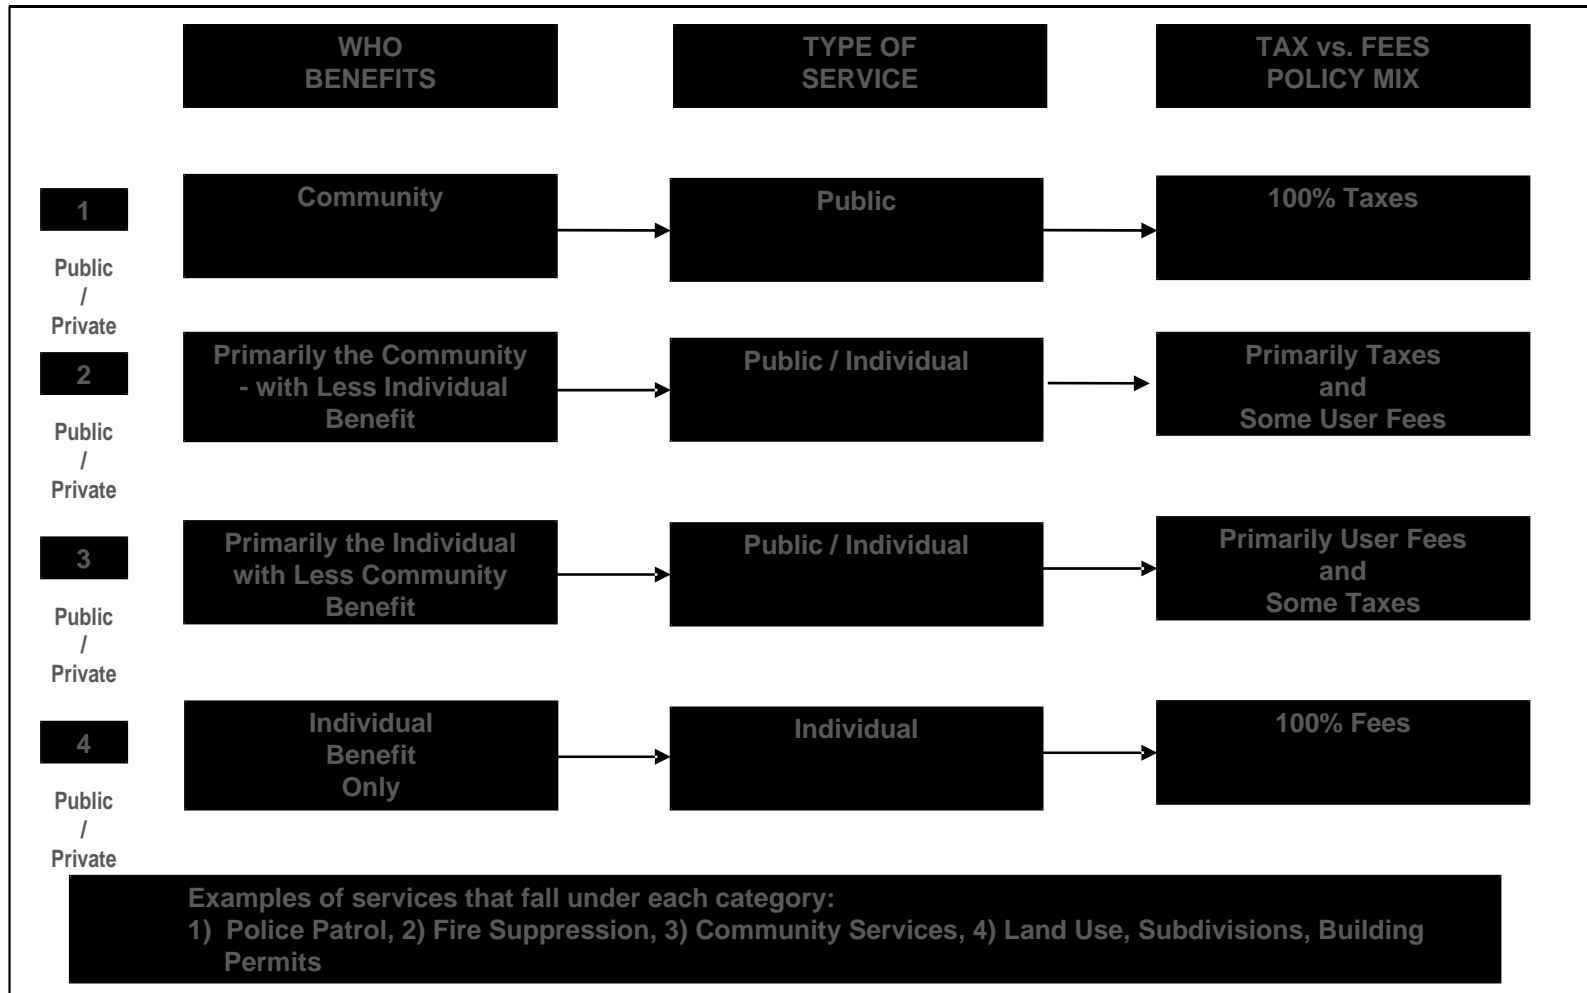 WHO
BENEFITS
TYPE OF
SERVICE
TAX vs. FEES
POLICY MIX
1
Public
/
Private
Community
Public
100% Taxes
2
Public
/
Private
Primarily the Community
- with Less Individual
Benefit
Public / Individual
Primarily Taxes
and
Some User Fees
3
Public
/
Private
Primarily the Individual
with Less Community
Benefit
Public / Individual
Primarily User Fees
and
Some Taxes
4
Public
/
Private
Individual
Benefit
Only
Individual
100% Fees
Examples of services that fall under each category:
1) Police Patrol, 2) Fire Suppression, 3) Community Services, 4) Land Use, Subdivisions, Building
Permits